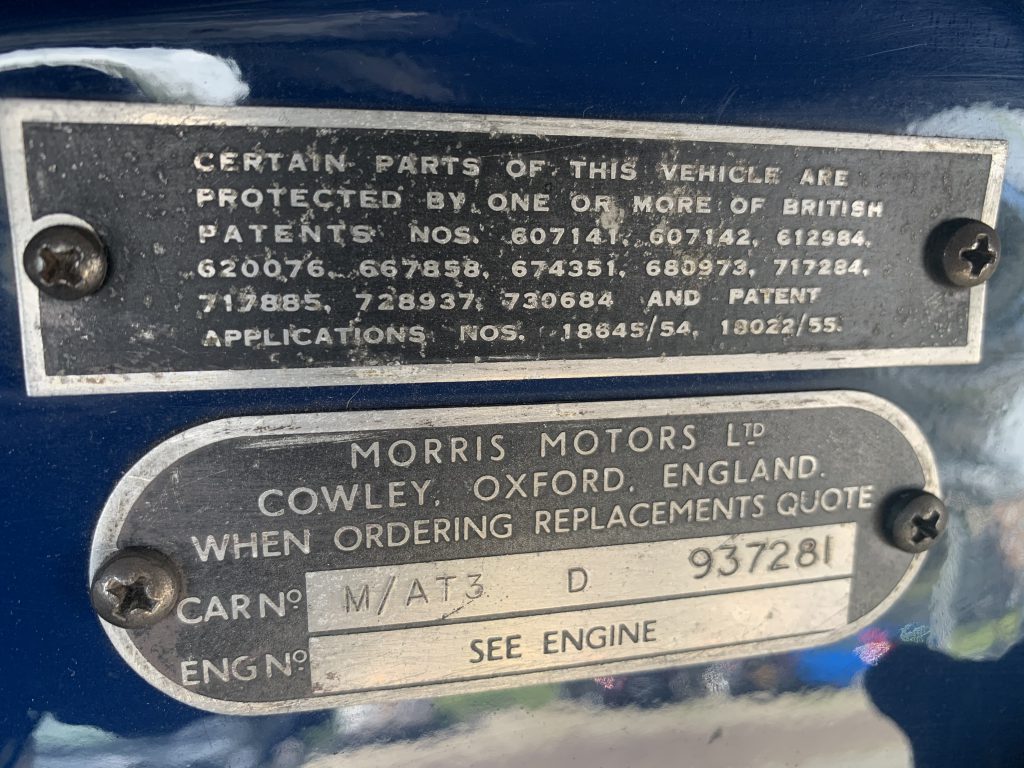 CERTAIN PARTS OF THIS VEHICLE ARE
PROTECTED BY ONE OR MORE OF BRITISH
PATENTS NOS. 607141, 607142, 612984,
620076, 667858, 674351, 680973, 717284,
717885, 728937, 730684 AND PATENT
APPLICATIONS NOS. 18645/54, 18022/55.
MORRIS MOTORS LTD
COWLEY, OXFORD, ENGLAND.
WHEN ORDERING REPLACEMENTS QUOTE
CAR No. M/AT3 D 937281
ENG No. SEE ENGINE